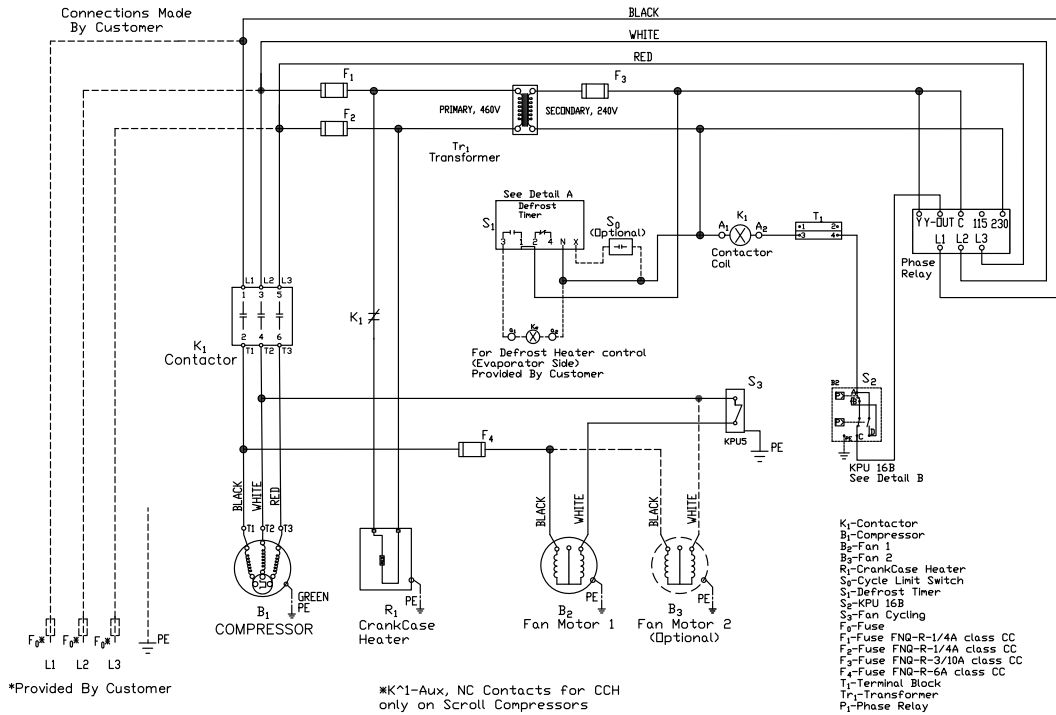 Connections Made
By Customer
BLACK
WHITE
RED
F1
F2
F3
PRIMARY, 460V
SECONDARY, 240V
Tr1
Transformer
See Detail A
Defrost
Timer
S1
3 1 2 4 N X
S0
(Optional)
A1 K1 A2
Contactor
Coil
T1
1 2
3 4
Y Y-OUT C 115 230
L1 L2 L3
Phase
Relay
L1 L2 L3
1 3 5
2 4 6
T1 T2 T3
K1
Contactor
K1
For Defrost Heater control
(Evaporator Side)
Provided By Customer
S3
KPU5
PE
B2
S2
P
P
A
B
D
PE
C
KPU 16B
See Detail B
F4
BLACK
WHITE
RED
BLACK
WHITE
BLACK
WHITE
T1 T2 T3
GREEN
PE
B1
COMPRESSOR
PE
R1
CrankCase
Heater
PE
B2
Fan Motor 1
PE
B3
Fan Motor 2
(Optional)
F0* F0* F0* PE
L1 L2 L3
*Provided By Customer
*K^1-Aux, NC Contacts for CCH
only on Scroll Compressors
K1-Contactor
B1-Compressor
B2-Fan 1
B3-Fan 2
R1-CrankCase Heater
S0-Cycle Limit Switch
S1-Defrost Timer
S2-KPU 16B
S3-Fan Cycling
F0-Fuse
F1-Fuse FNQ-R-1/4A class CC
F2-Fuse FNQ-R-1/4A class CC
F3-Fuse FNQ-R-3/10A class CC
F4-Fuse FNQ-R-6A class CC
T1-Terminal Block
Tr1-Transformer
P1-Phase Relay